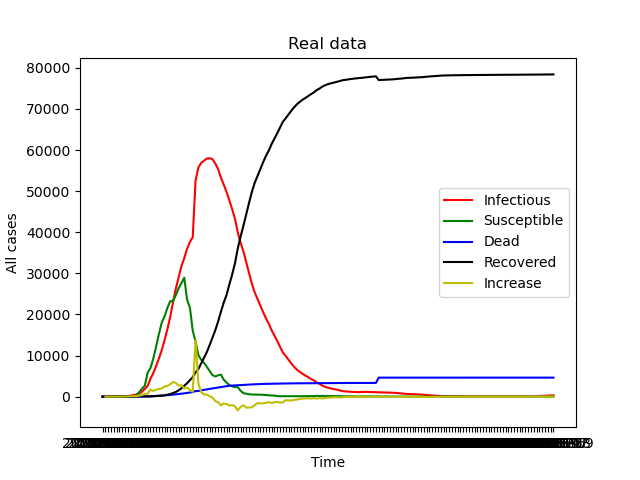 Real data
80000
70000
60000
50000
40000
30000
20000
10000
0
All cases
Infectious
Susceptible
Dead
Recovered
Increase
Time